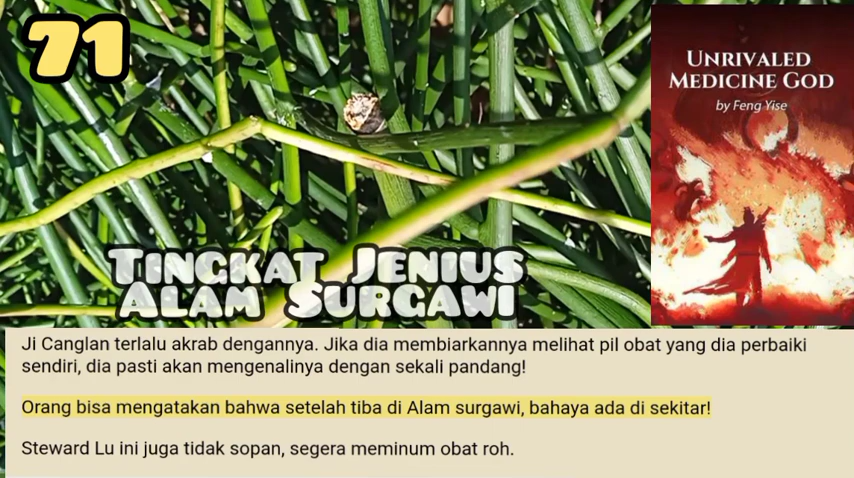 71
UNRIVALED
MEDICINE GOD
by Feng Yise
TINGKAT JENIUS
ALAM SURGAWI
Ji Canglan terlalu akrab dengannya. Jika dia membiarkannya melihat pil obat yang dia perbaiki
sendiri, dia pasti akan mengenalinya dengan sekali pandang!
Orang bisa mengatakan bahwa setelah tiba di Alam surgawi, bahaya ada di sekitar!
Steward Lu ini juga tidak sopan, segera meminum obat roh.